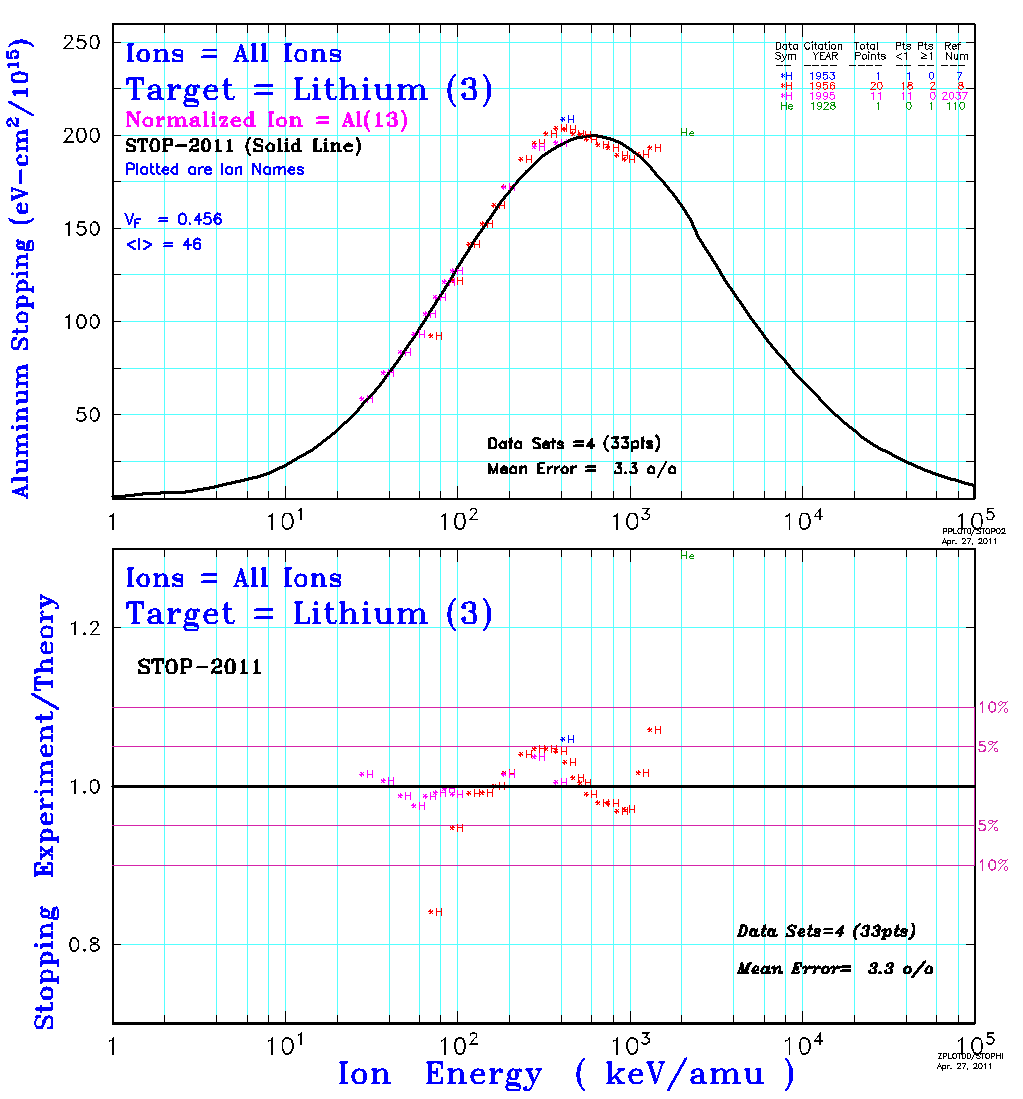 Ions = All Ions
Target = Lithium (3)
Normalized Ion = Al(13)
STOP-2011 (Solid Line)
Plotted are Ion Names
VF = 0.456
<I> = 46
Data Citation Total Pts Pts Ref
Sym YEAR Points <1 ≥1 Num
*H 1953 1 1 0 7
*H 1956 20 18 2 8
*H 1995 11 11 0 2037
He 1928 1 0 1 110
Aluminum Stopping (eV-cm²/10¹⁵)
250
200
150
100
50
*H
He
Data Sets =4 (33pts)
Mean Error = 3.3 o/o
1 10¹ 10² 10³ 10⁴ 10⁵
PPLOT0/STOP02
Apr. 27, 2011
Ions = All Ions
Target = Lithium (3)
STOP-2011
He
*H
Stopping Experiment/Theory
1.2
1.0
0.8
10%
5%
5%
10%
Data Sets=4 (33pts)
Mean Error= 3.3 o/o
1 10¹ 10² 10³ 10⁴ 10⁵
Apr. 27, 2011
Ion Energy ( keV/amu )